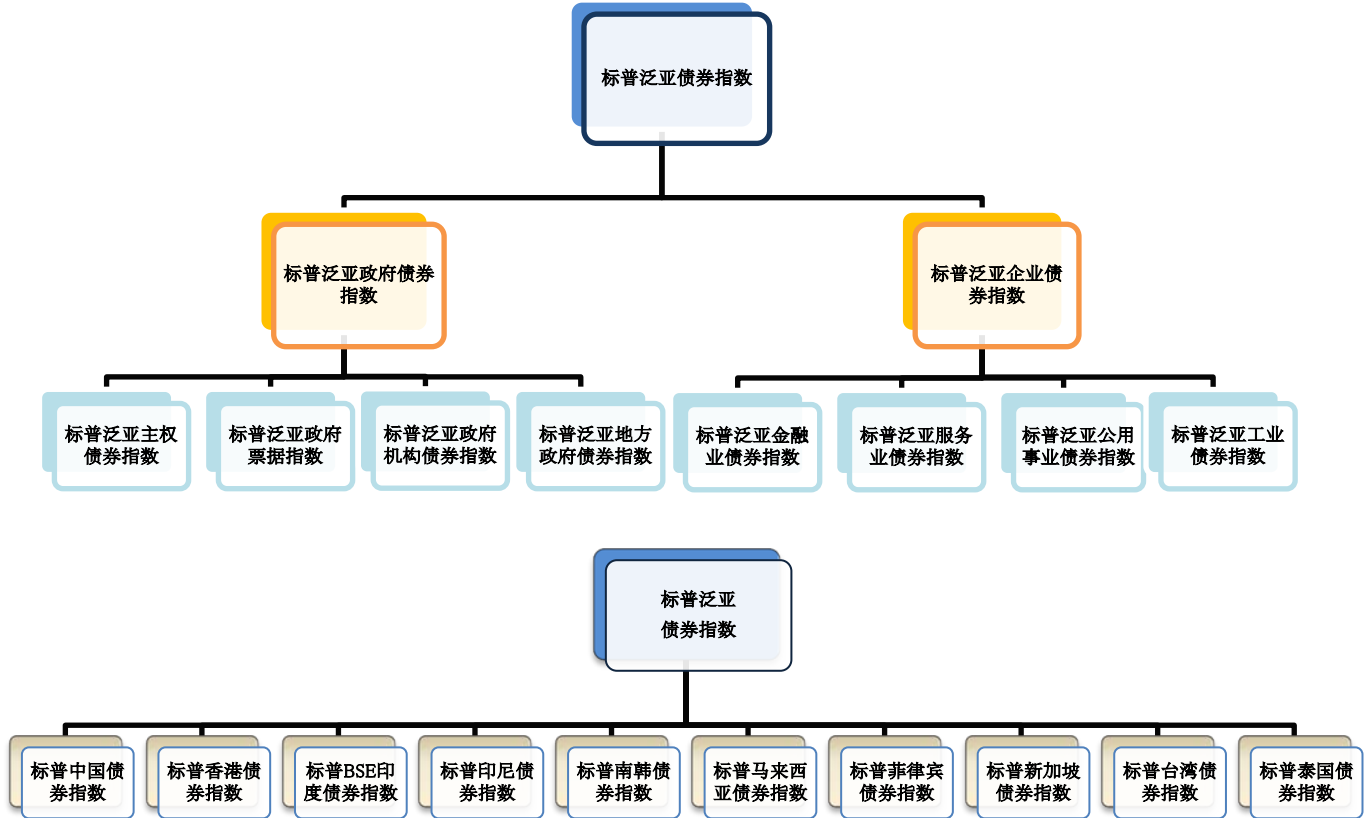 标普泛亚债券指数
标普泛亚政府债券
指数
标普泛亚企业债
券指数
标普泛亚主权
债券指数
标普泛亚政府
票据指数
标普泛亚政府
机构债券指数
标普泛亚地方
政府债券指数
标普泛亚金融
业债券指数
标普泛亚服务
业债券指数
标普泛亚公用
事业债券指数
标普泛亚工业
债券指数
标普泛亚
债券指数
标普中国债
券指数
标普香港债
券指数
标普BSE印
度债券指数
标普印尼债
券指数
标普南韩债
券指数
标普马来西
亚债券指数
标普菲律宾
债券指数
标普新加坡
债券指数
标普台湾债
券指数
标普泰国债
券指数